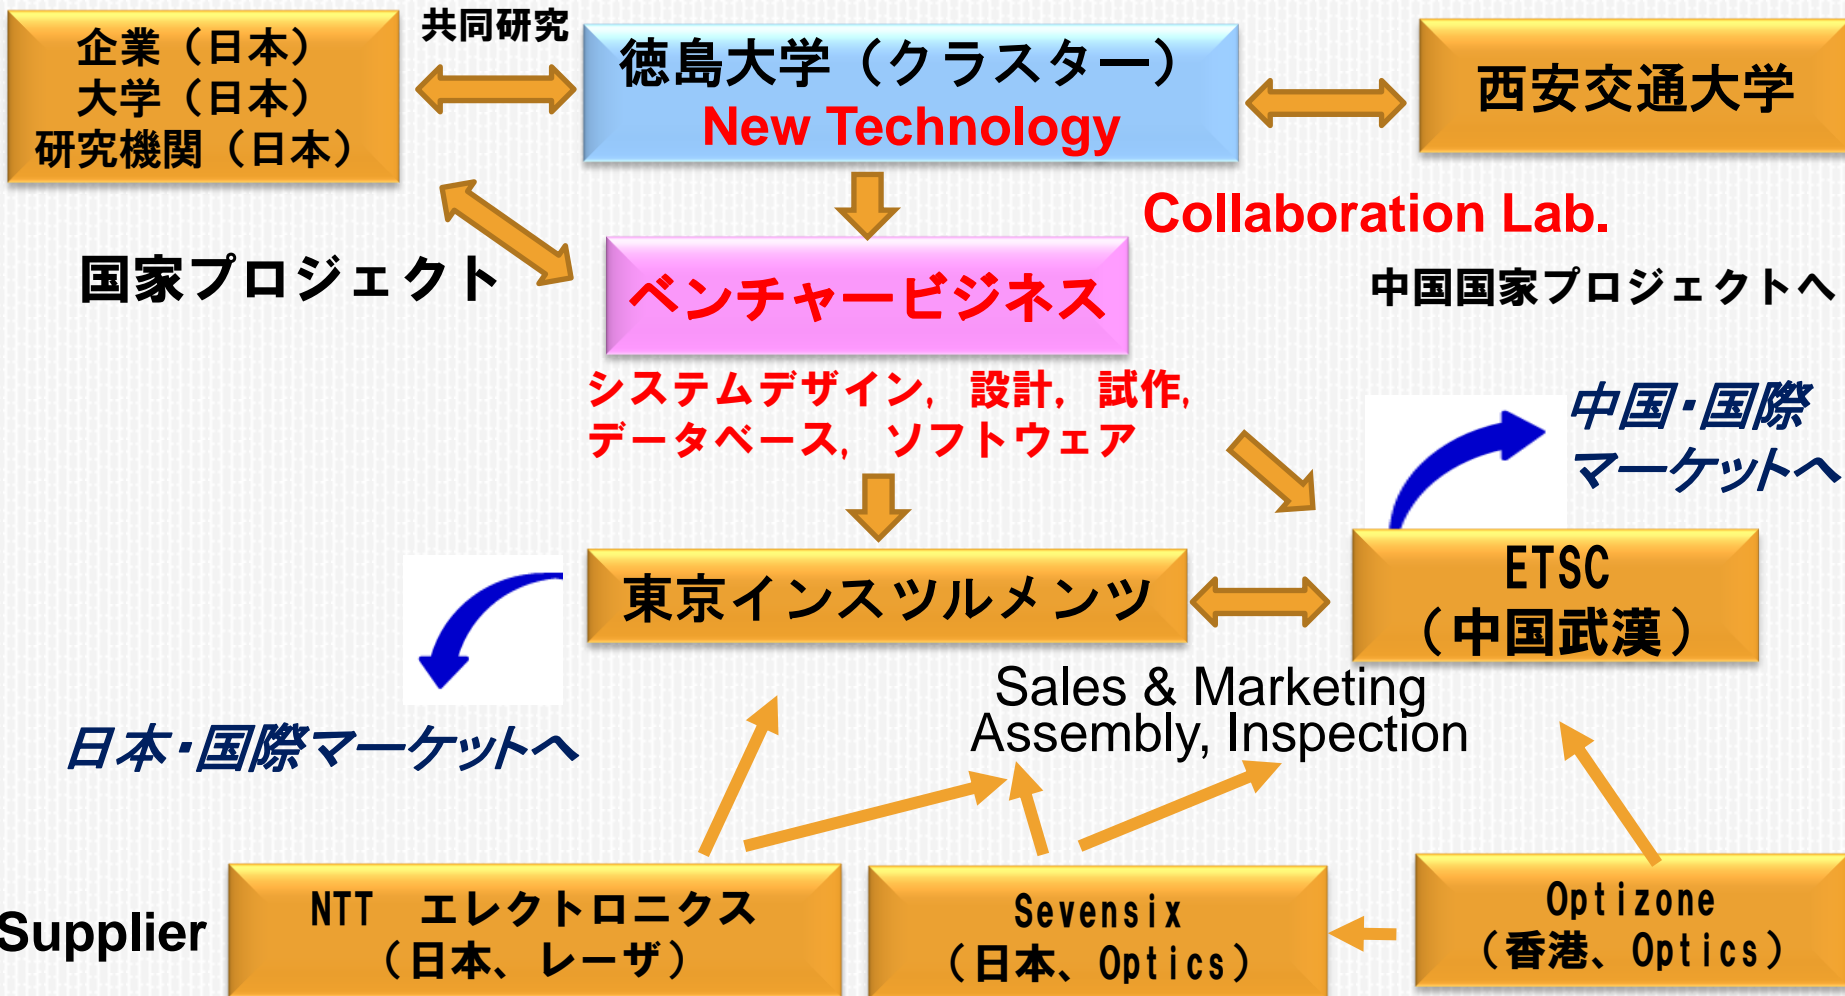 企業（日本）
大学（日本）
研究機関（日本）
共同研究
徳島大学（クラスター）
New Technology
西安交通大学
Collaboration Lab.
国家プロジェクト
ベンチャービジネス
中国国家プロジェクトへ
システムデザイン, 設計, 試作,
データベース, ソフトウェア
中国・国際
マーケットへ
東京インスツルメンツ
ETSC
（中国武漢）
Sales & Marketing
Assembly, Inspection
日本・国際マーケットへ
Supplier
NTT　エレクトロニクス
（日本、レーザ）
Sevensix
（日本、Optics）
Optizone
（香港、Optics）